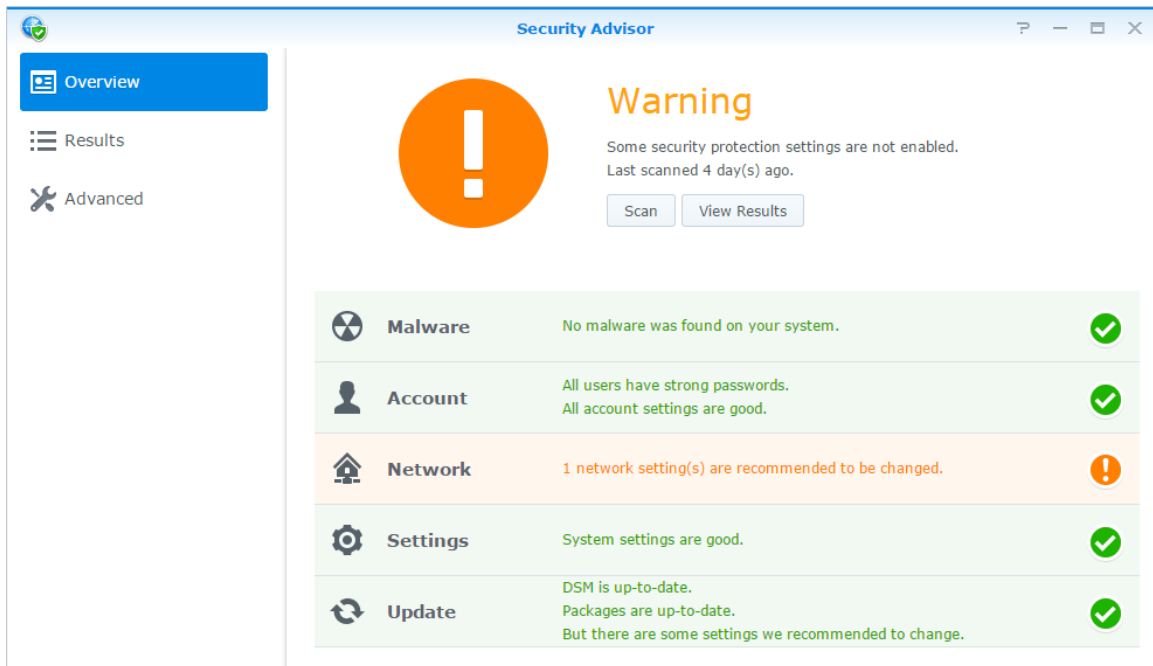 Security Advisor
Overview
Results
Advanced
Warning
Some security protection settings are not enabled.
Last scanned 4 day(s) ago.
Scan View Results
Malware No malware was found on your system.
Account All users have strong passwords.
All account settings are good.
Network 1 network setting(s) are recommended to be changed.
Settings System settings are good.
DSM is up-to-date.
Update Packages are up-to-date.
But there are some settings we recommended to change.